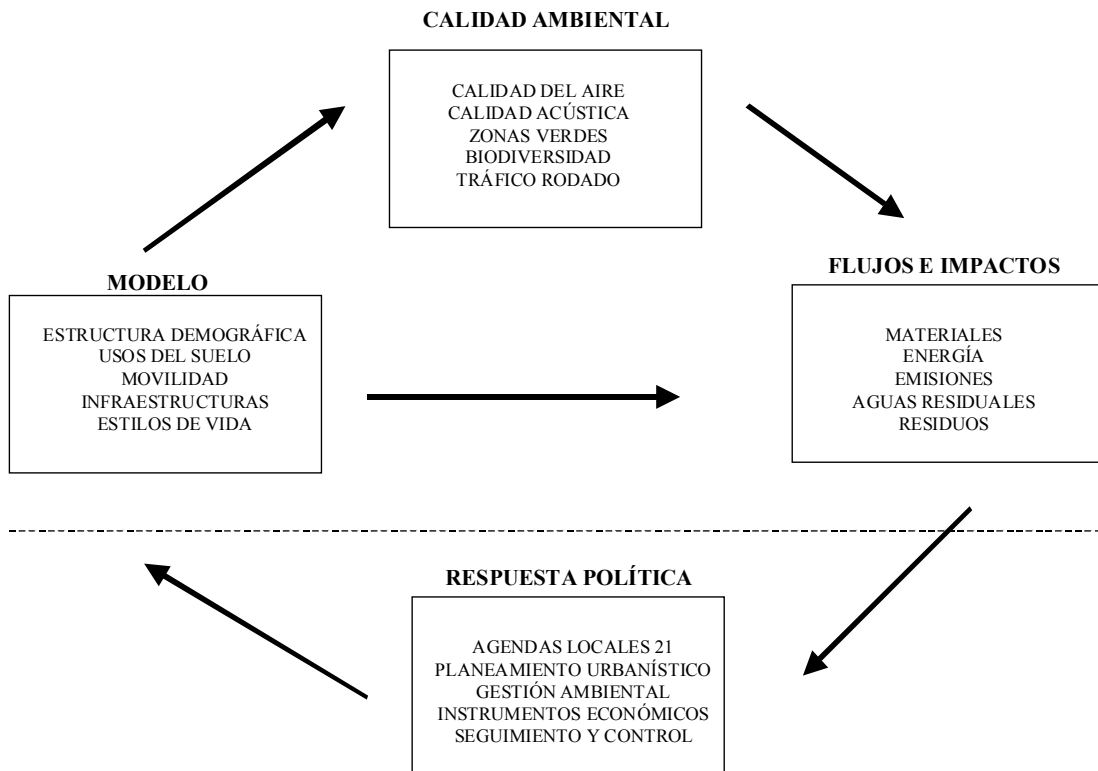 CALIDAD AMBIENTAL
CALIDAD DEL AIRE
CALIDAD ACÚSTICA
ZONAS VERDES
BIODIVERSIDAD
TRÁFICO RODADO
MODELO
ESTRUCTURA DEMOGRÁFICA
USOS DEL SUELO
MOVILIDAD
INFRAESTRUCTURAS
ESTILOS DE VIDA
FLUJOS E IMPACTOS
MATERIALES
ENERGÍA
EMISIONES
AGUAS RESIDUALES
RESIDUOS
RESPUESTA POLÍTICA
AGENDAS LOCALES 21
PLANEAMIENTO URBANÍSTICO
GESTIÓN AMBIENTAL
INSTRUMENTOS ECONÓMICOS
SEGUIMIENTO Y CONTROL